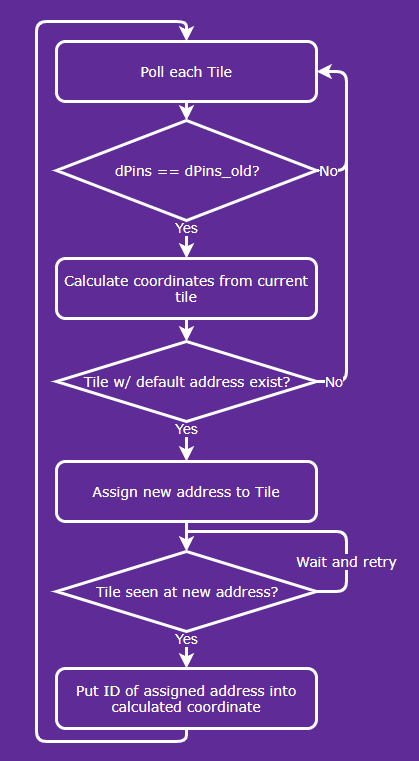 Poll each Tile
dPins == dPins_old?
No
Yes
Calculate coordinates from current
tile
Tile w/ default address exist?
No
Yes
Assign new address to Tile
Wait and retry
Tile seen at new address?
Yes
Put ID of assigned address into
calculated coordinate